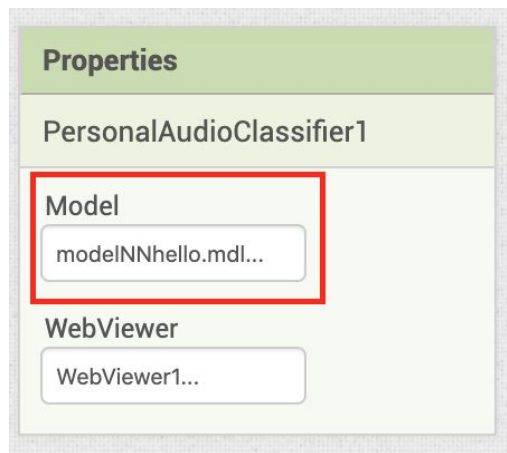 Properties
PersonalAudioClassifier1
Model
modelNNhello.mdl...
WebViewer
WebViewer1...